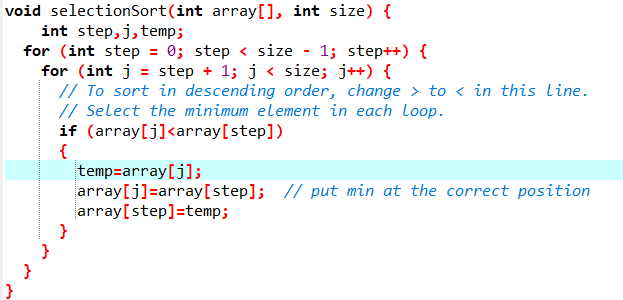 void selectionSort(int array[], int size) {
int step,j,temp;
for (int step = 0; step < size - 1; step++) {
for (int j = step + 1; j < size; j++) {
// To sort in descending order, change > to < in this line.
// Select the minimum element in each loop.
if (array[j]<array[step])
{
temp=array[j];
array[j]=array[step];  // put min at the correct position
array[step]=temp;
}
}
}
}